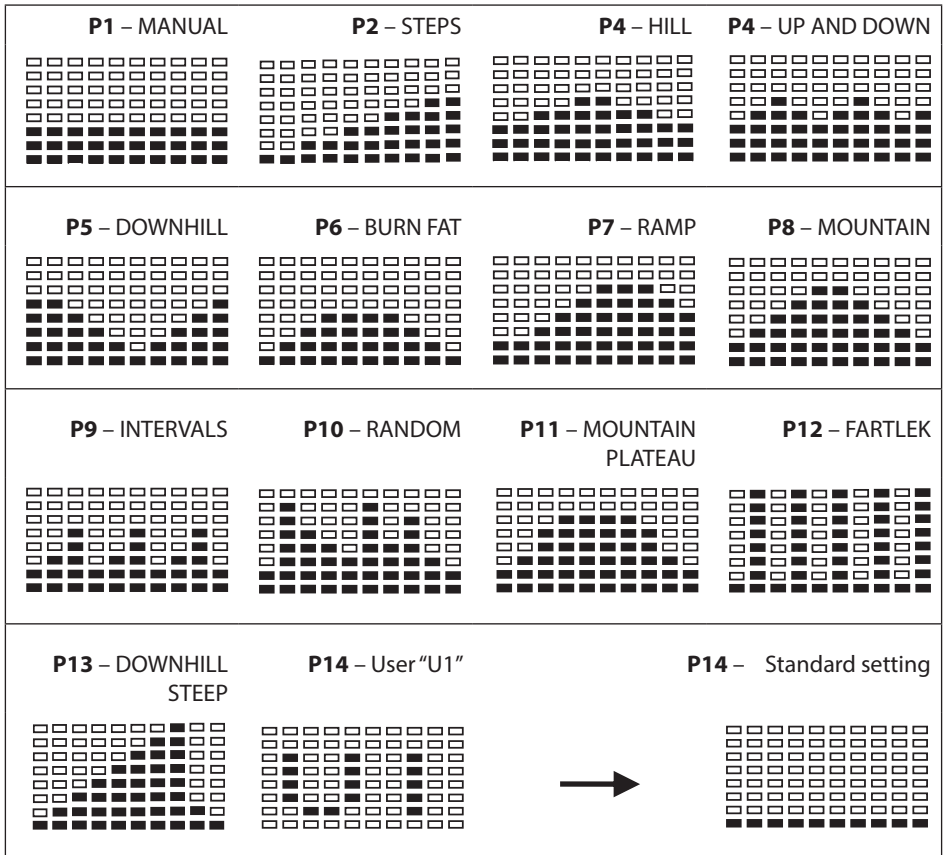 P1 – MANUAL
P2 – STEPS
P4 – HILL
P4 – UP AND DOWN
P5 – DOWNHILL
P6 – BURN FAT
P7 – RAMP
P8 – MOUNTAIN
P9 – INTERVALS
P10 – RANDOM
P11 – MOUNTAIN
PLATEAU
P12 – FARTLEK
P13 – DOWNHILL
STEEP
P14 – User “U1”
P14 – Standard setting